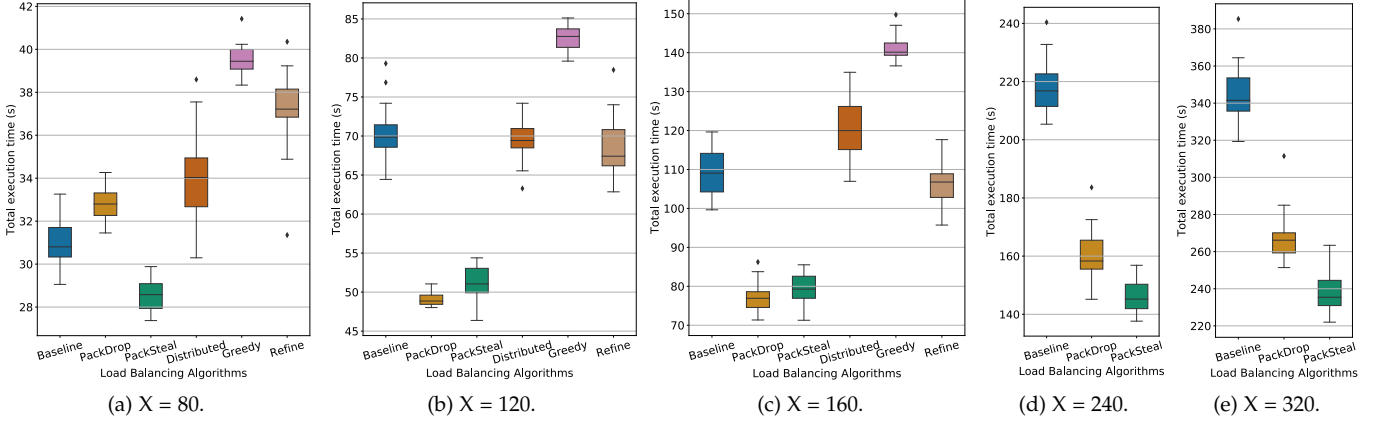 42
40
38
36
34
32
30
28
Total execution time (s)
Baseline
PackDrop
PackSteal
Distributed
Greedy
Refine
Load Balancing Algorithms
(a) X = 80.
85
80
75
70
65
60
55
50
45
Total execution time (s)
Baseline
PackDrop
PackSteal
Distributed
Greedy
Refine
Load Balancing Algorithms
(b) X = 120.
150
140
130
120
110
100
90
80
70
Total execution time (s)
Baseline
PackDrop
PackSteal
Distributed
Greedy
Refine
Load Balancing Algorithms
(c) X = 160.
240
220
200
180
160
140
Total execution time (s)
Baseline
PackDrop
PackSteal
Load Balancing Algorithms
(d) X = 240.
380
360
340
320
300
280
260
240
220
Total execution time (s)
Baseline
PackDrop
PackSteal
Load Balancing Algorithms
(e) X = 320.